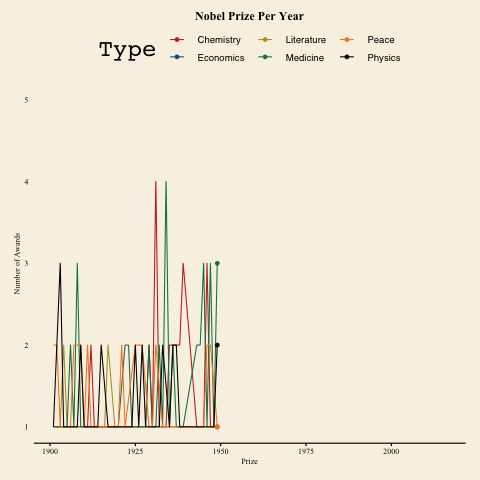 Nobel Prize Per Year
Type
Chemistry Literature Peace
Economics Medicine Physics
5
4
3
2
1
Number of Awards
1900 1925 1950 1975 2000
Prize